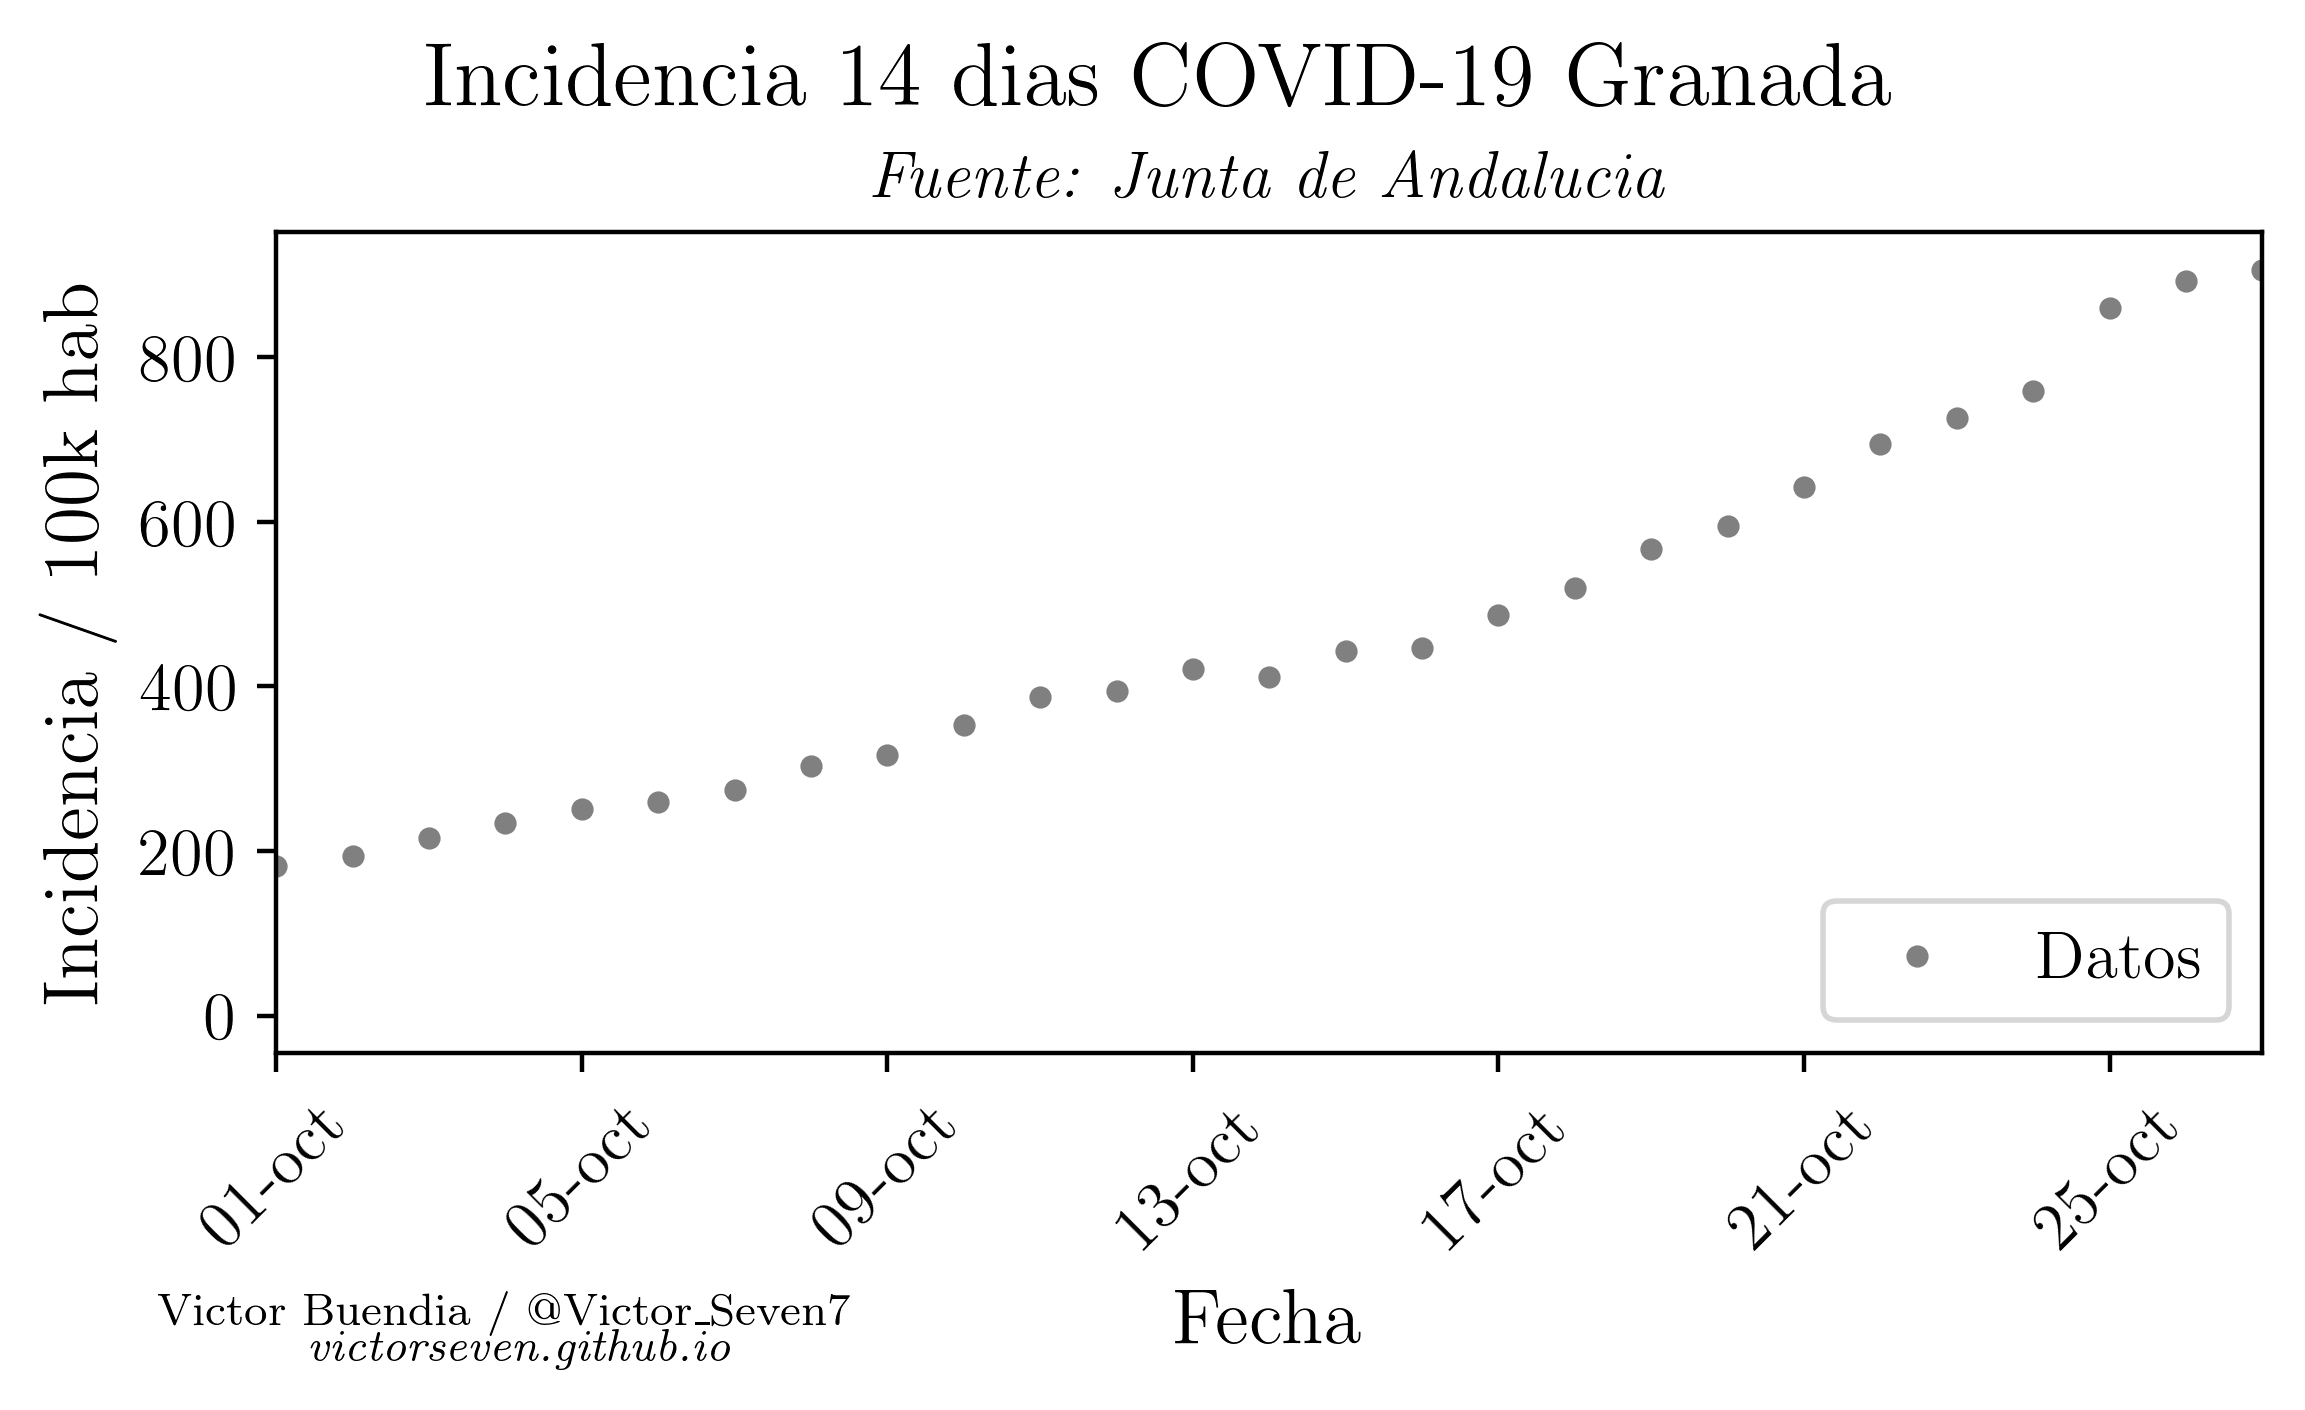 Incidencia 14 dias COVID-19 Granada
Fuente: Junta de Andalucia
Incidencia / 100k hab
800
600
400
200
0
Datos
01-oct
05-oct
09-oct
13-oct
17-oct
21-oct
25-oct
Fecha
Victor Buendia / @Victor_Seven7
victorseven.github.io